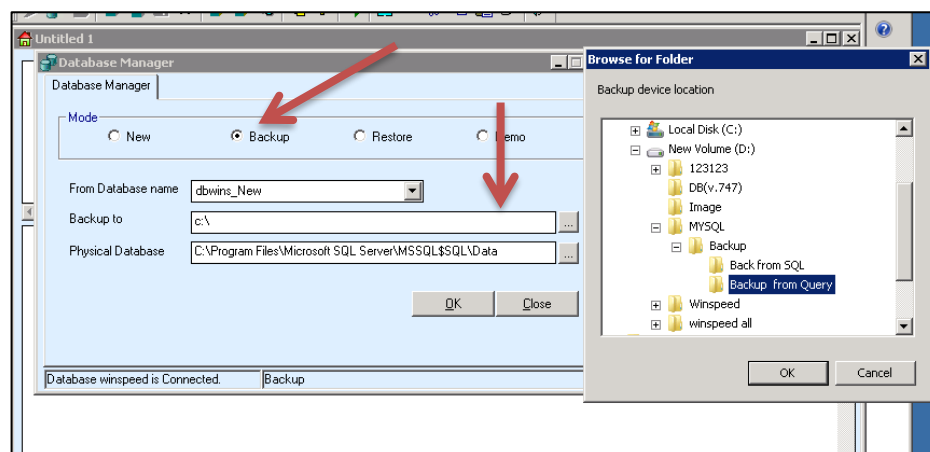 Untitled 1
Database Manager
Database Manager
Mode
New
Backup
Restore
From Database name
dbwins_New
Backup to
c:\
...
Physical Database
C:\Program Files\Microsoft SQL Server\MSSQL$SQL\Data
...
OK
Close
Database winspeed is Connected.
Backup
Browse for Folder
Backup device location
Local Disk (C:)
New Volume (D:)
123123
DB(v.747)
Image
MYSQL
Backup
Back from SQL
Backup from Query
Winspeed
winspeed all
OK
Cancel